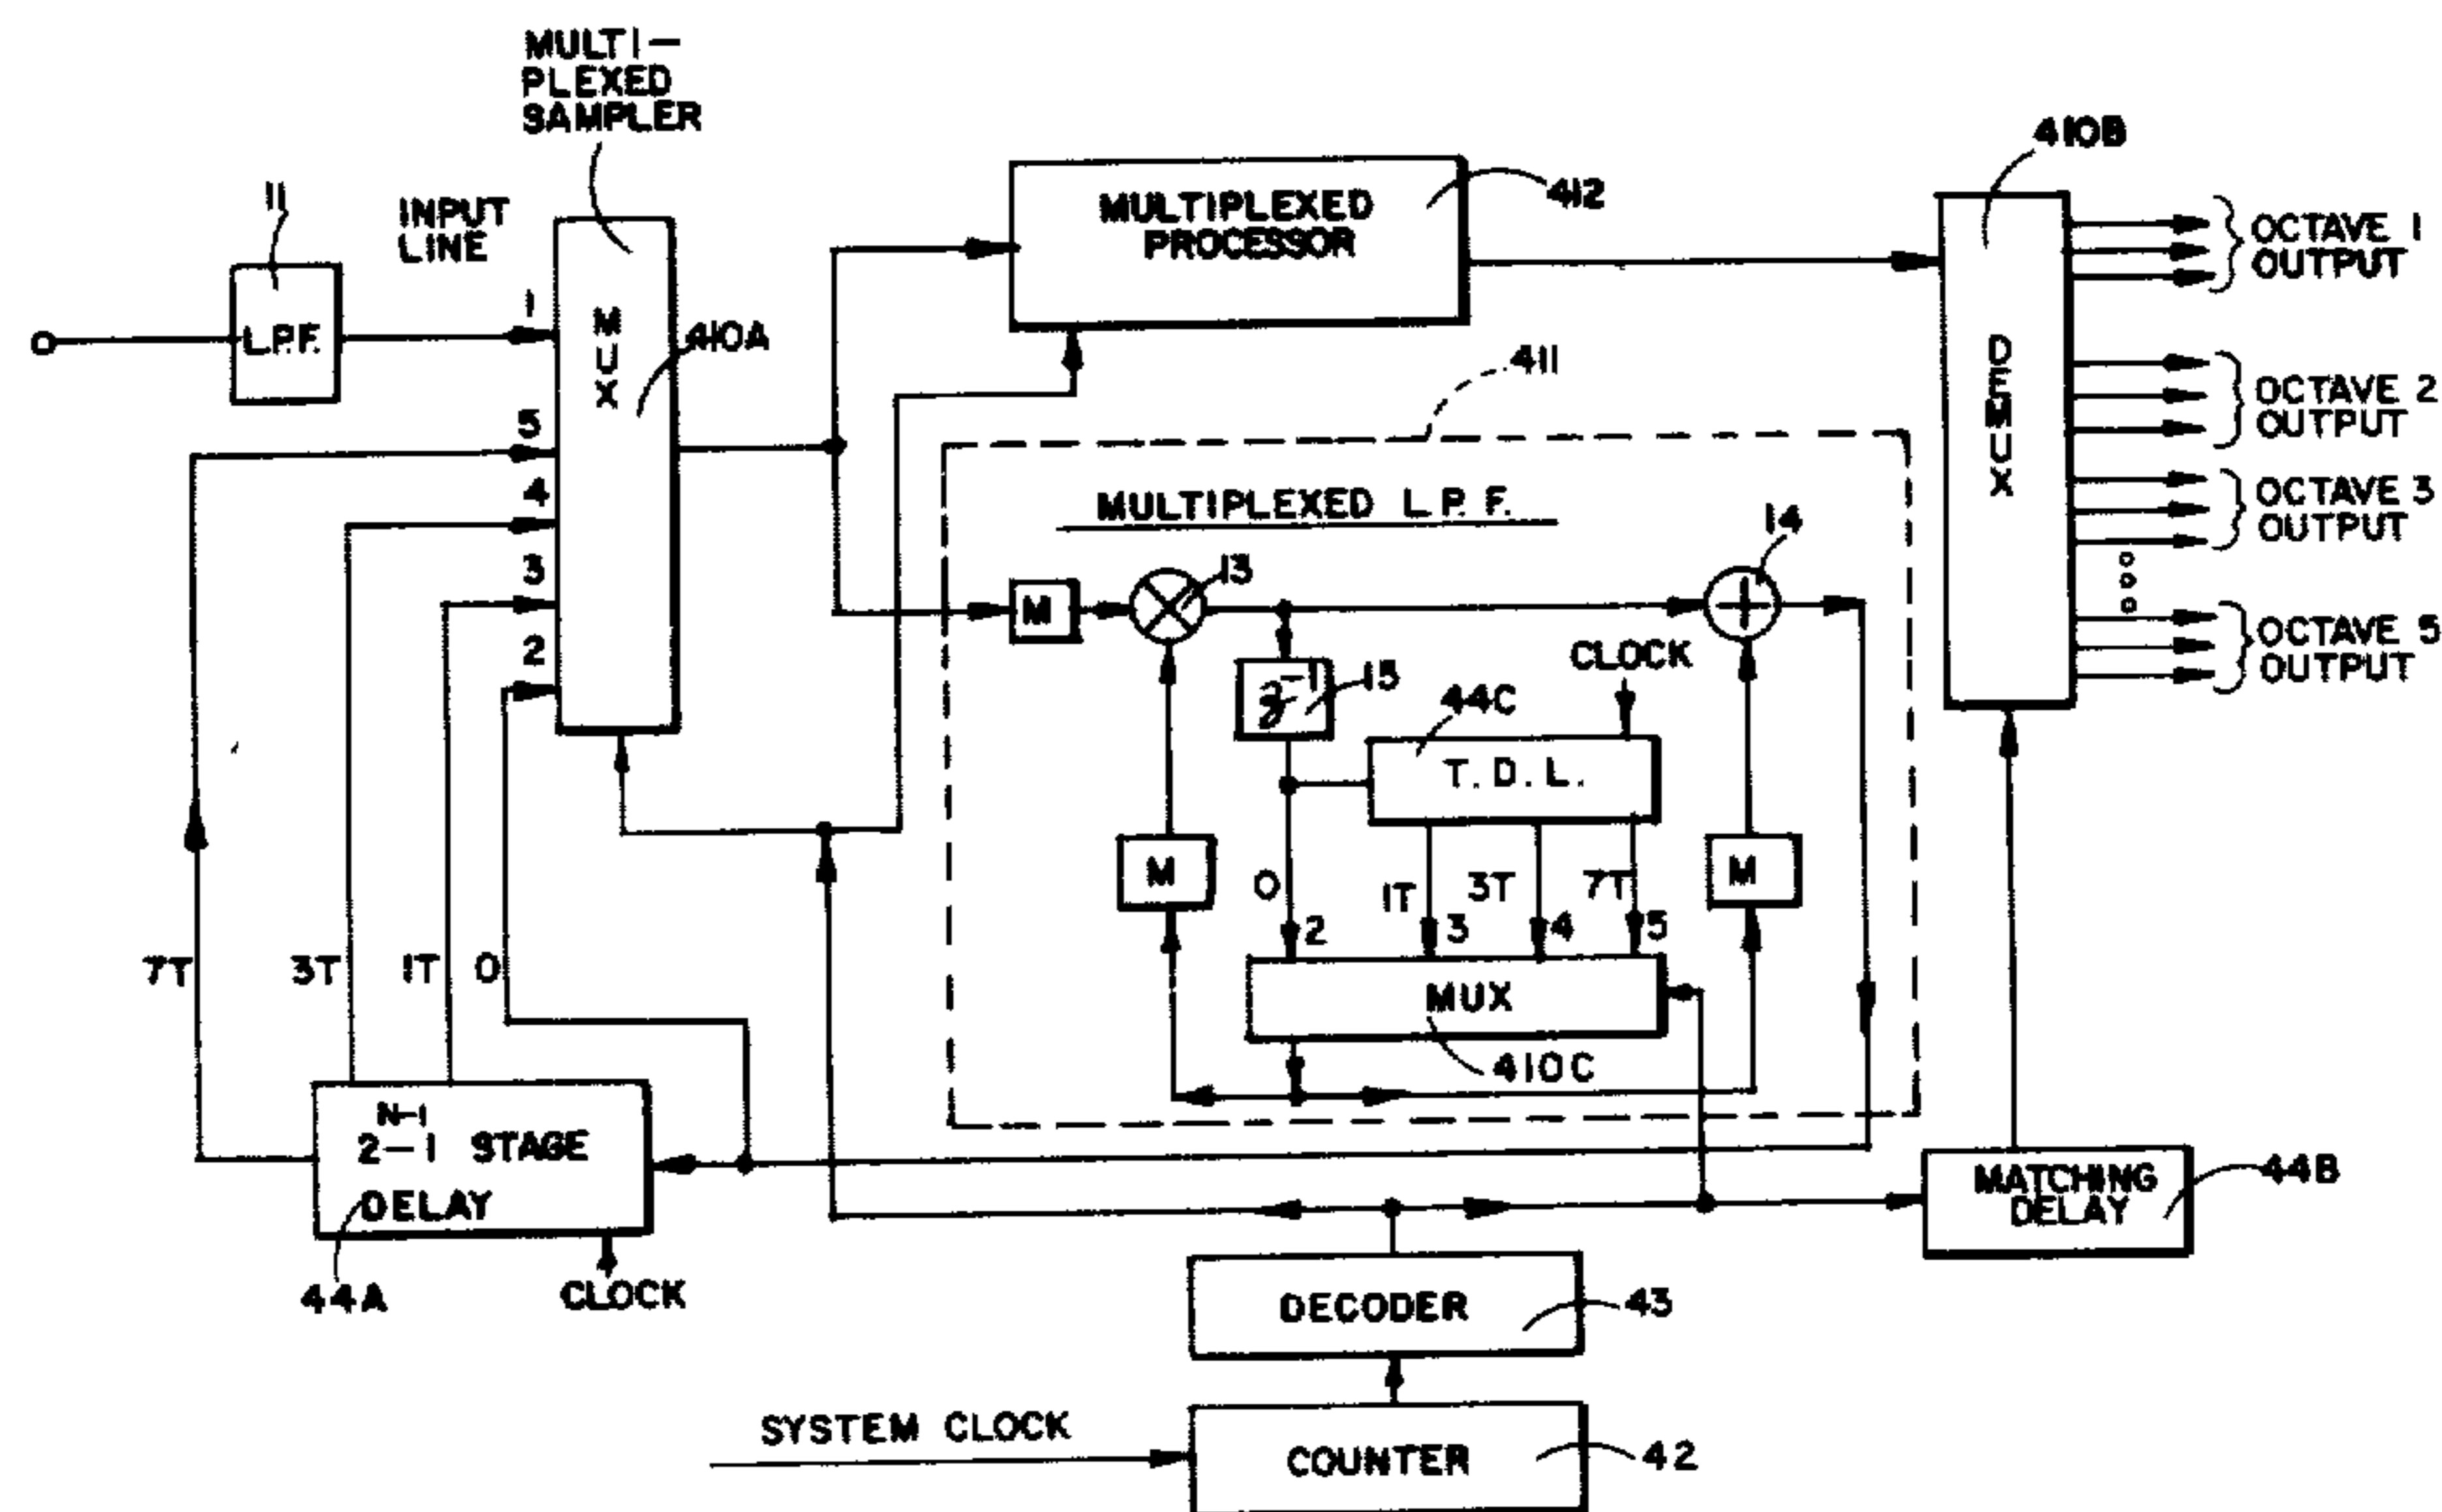 MULTI-
PLEXED
SAMPLER
11
INPUT
LINE
L.P.F.
1
5
4
3
2
M
U
X
410A
MULTIPLEXED
PROCESSOR
412
411
410B
D
E
M
U
X
OCTAVE 1
OUTPUT
OCTAVE 2
OUTPUT
OCTAVE 3
OUTPUT
OCTAVE 5
OUTPUT
MULTIPLEXED L.P.F.
M
13
14
CLOCK
15
44C
T.D.L.
M
M
0
1T
3T
7T
2
3
4
5
MUX
410C
7T
3T
1T
0
N-1
2-1 STAGE
DELAY
44A
CLOCK
MATCHING
DELAY
44B
DECODER
43
SYSTEM CLOCK
COUNTER
42